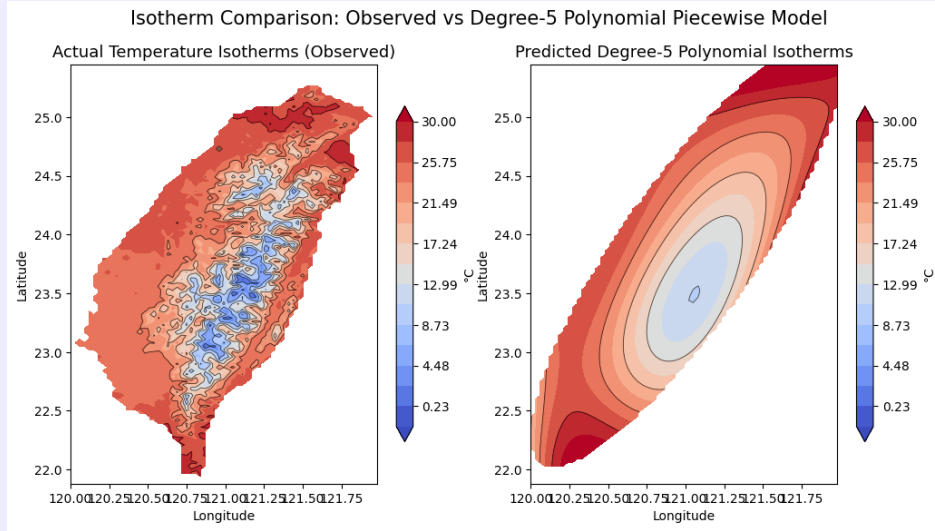 Isotherm Comparison: Observed vs Degree-5 Polynomial Piecewise Model
Actual Temperature Isotherms (Observed)
25.0
24.5
24.0
23.5
23.0
22.5
22.0
Latitude
120.00 120.25 120.50 120.75 121.00 121.25 121.50 121.75
Longitude
30.00
25.75
21.49
17.24
12.99
8.73
4.48
0.23
°C
Predicted Degree-5 Polynomial Isotherms
25.0
24.5
24.0
23.5
23.0
22.5
22.0
Latitude
120.00 120.25 120.50 120.75 121.00 121.25 121.50 121.75
Longitude
30.00
25.75
21.49
17.24
12.99
8.73
4.48
0.23
°C